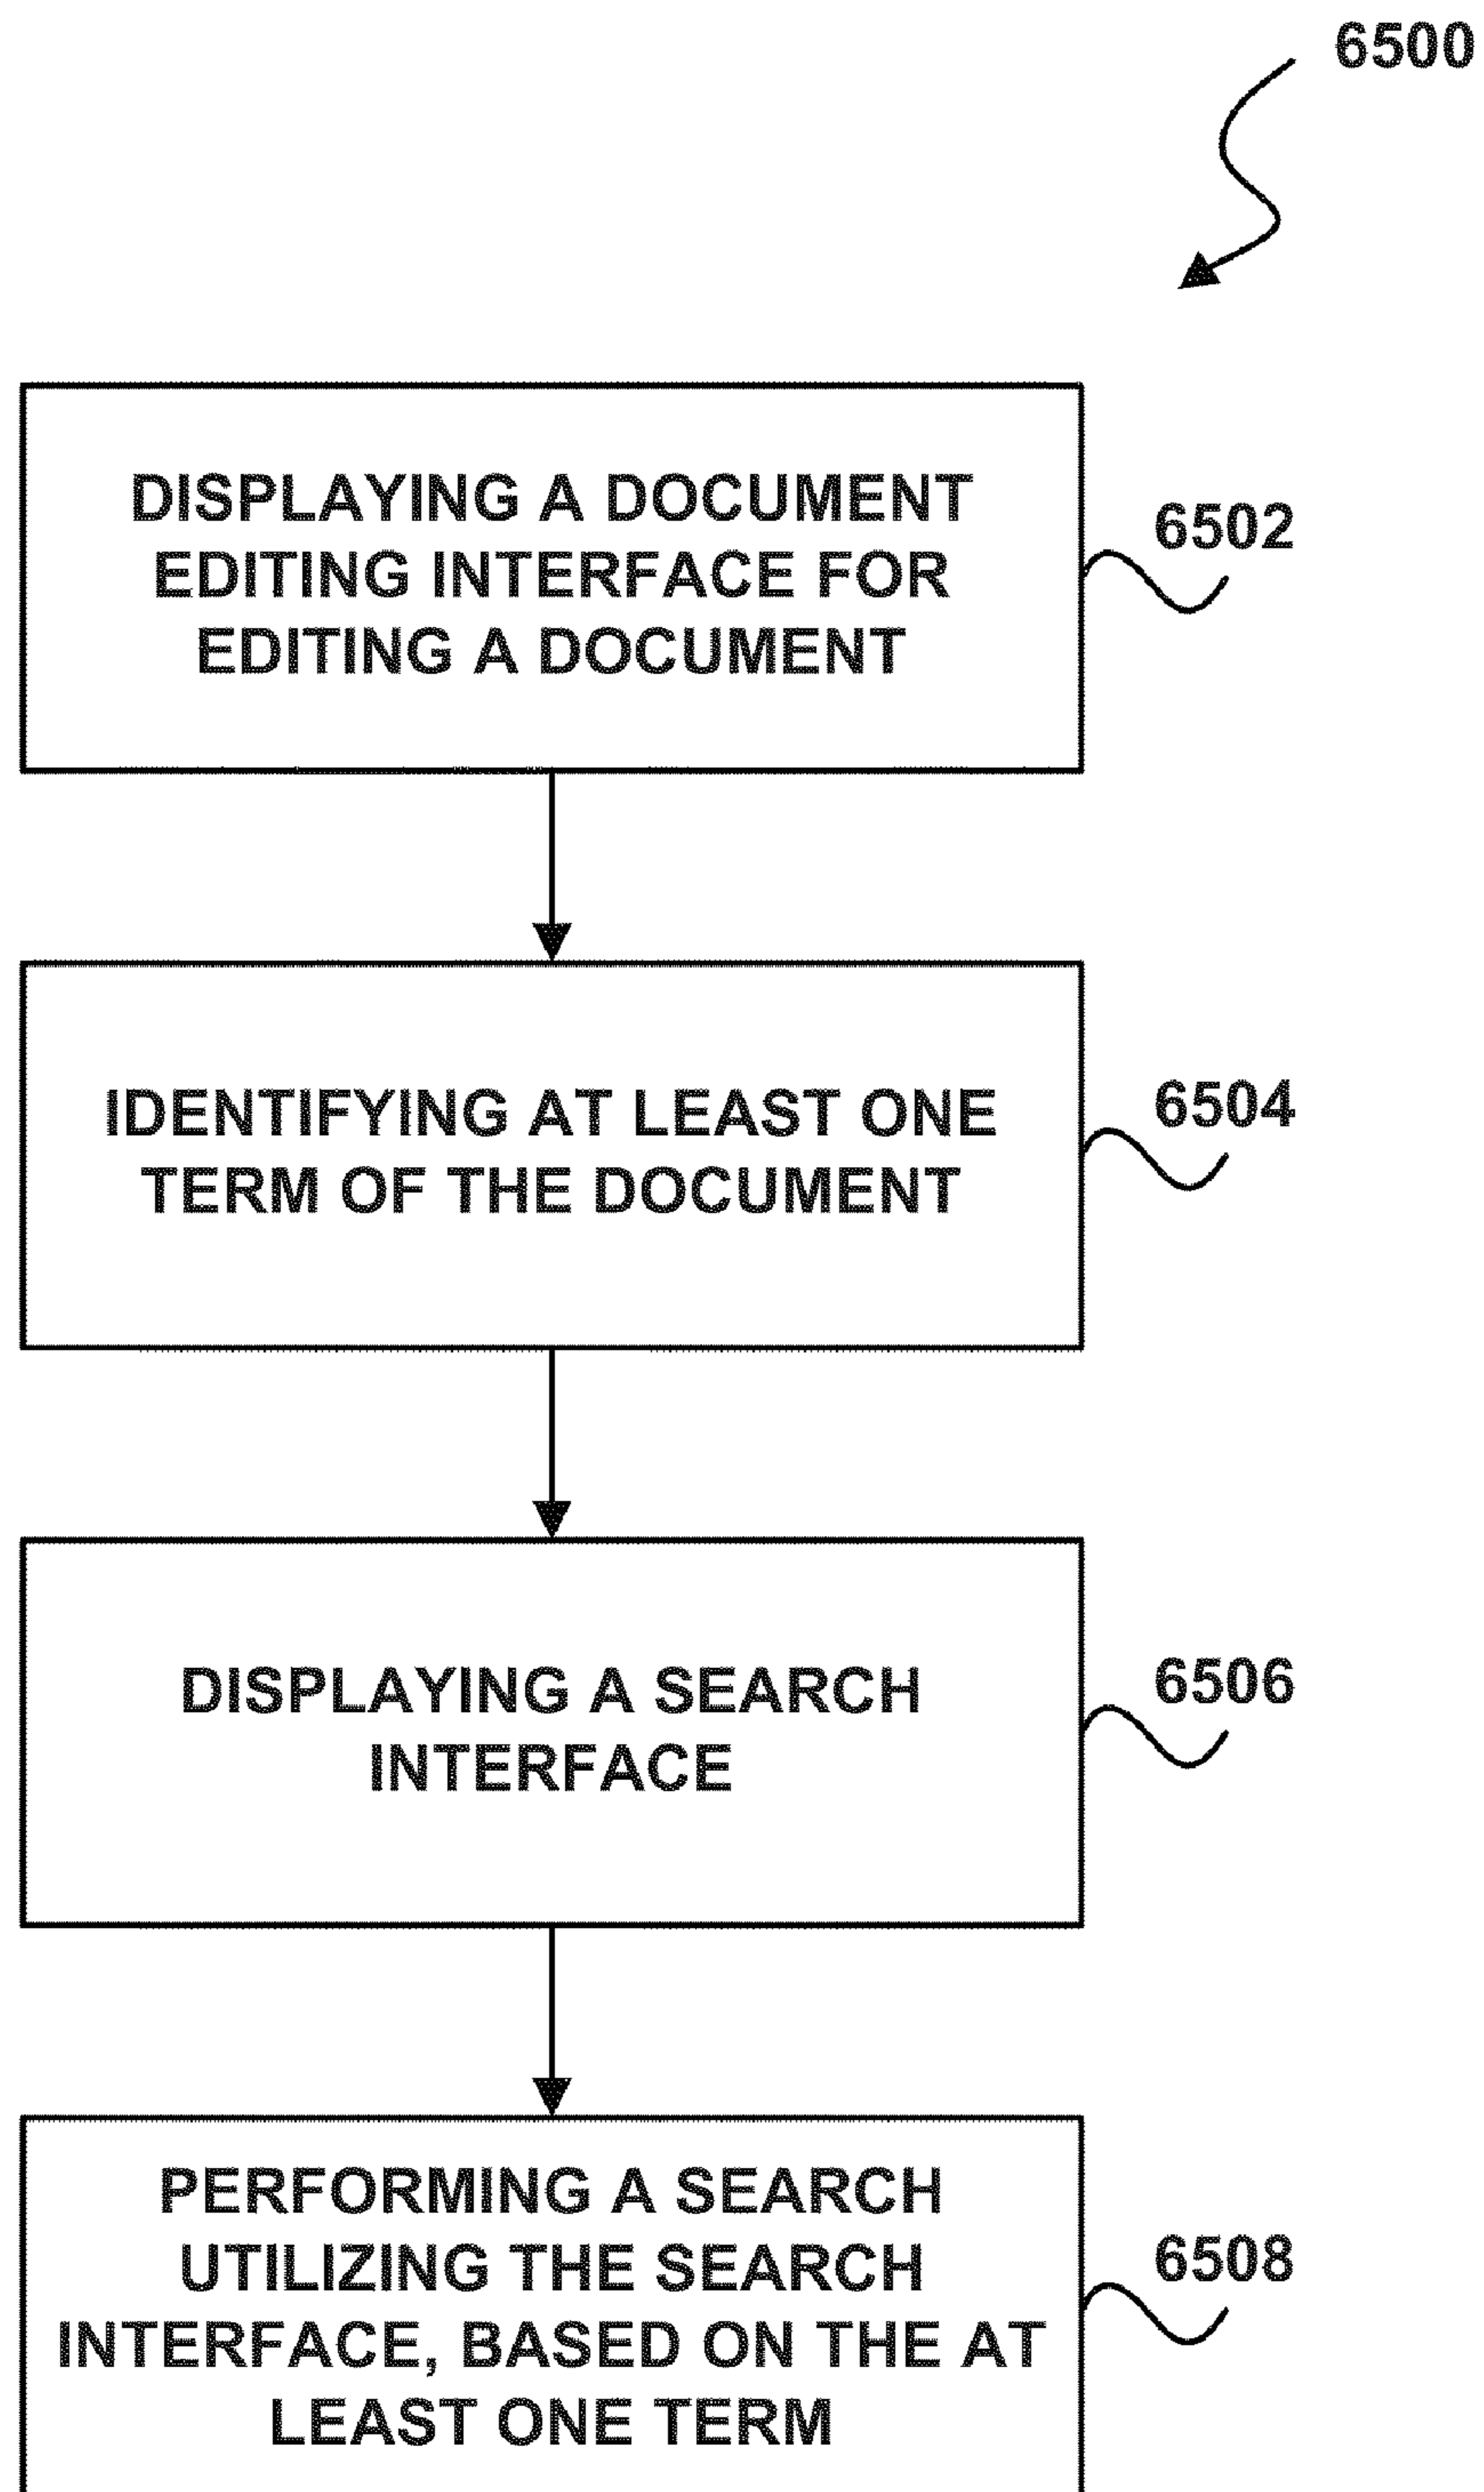 6500
DISPLAYING A DOCUMENT
EDITING INTERFACE FOR
EDITING A DOCUMENT
6502
IDENTIFYING AT LEAST ONE
TERM OF THE DOCUMENT
6504
DISPLAYING A SEARCH
INTERFACE
6506
PERFORMING A SEARCH
UTILIZING THE SEARCH
INTERFACE, BASED ON THE AT
LEAST ONE TERM
6508